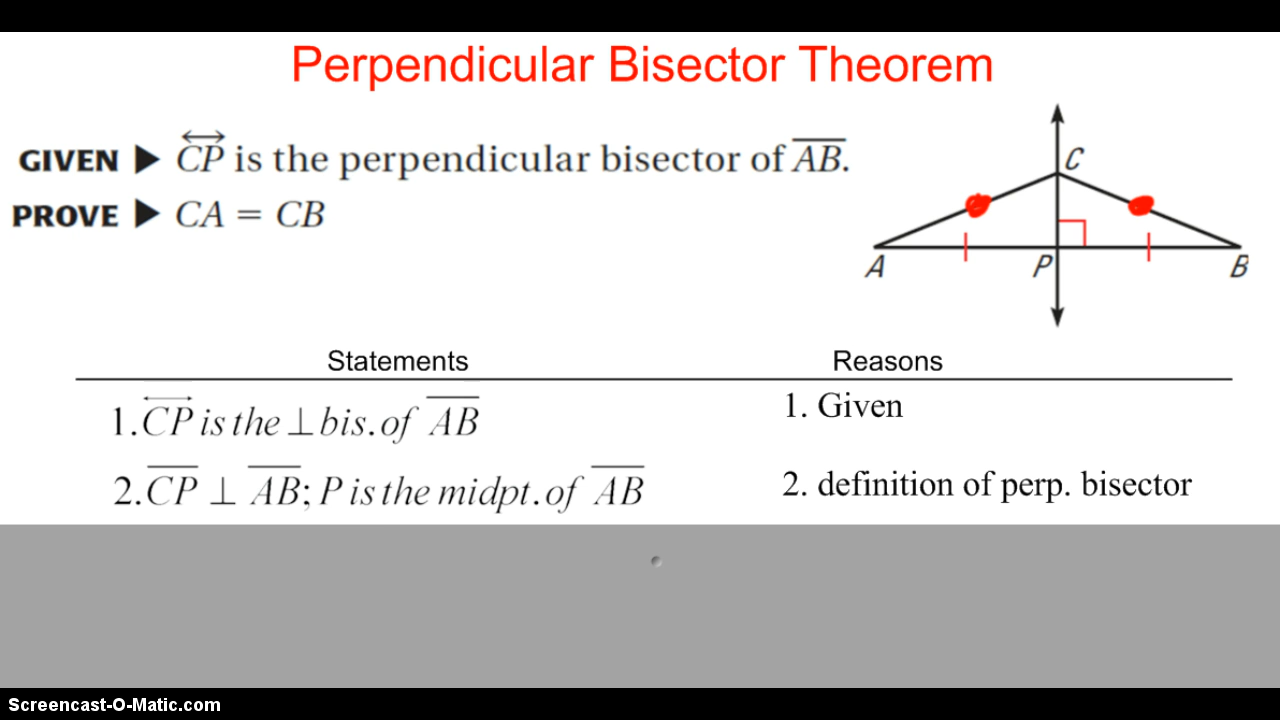 Perpendicular Bisector Theorem
GIVEN ▶ CP is the perpendicular bisector of AB.
PROVE ▶ CA = CB
C
A
P
B
Statements
Reasons
1. CP is the ⊥ bis. of AB
1. Given
2. CP ⊥ AB; P is the midpt. of AB
2. definition of perp. bisector
Screencast-O-Matic.com